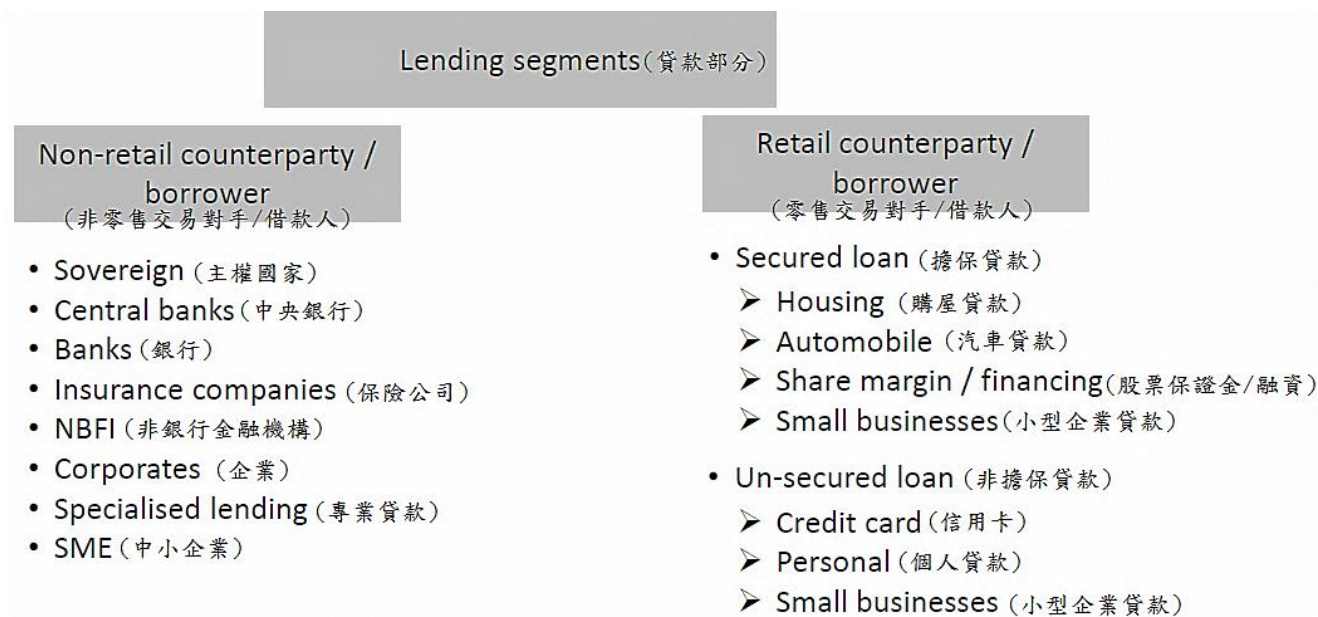 Lending segments(貸款部分)
Non-retail counterparty /
borrower
(非零售交易對手/借款人)
• Sovereign (主權國家)
• Central banks(中央銀行)
• Banks (銀行)
• Insurance companies (保險公司)
• NBFI (非銀行金融機構)
• Corporates (企業)
• Specialised lending (專業貸款)
• SME (中小企業)
Retail counterparty /
borrower
(零售交易對手/借款人)
• Secured loan (擔保貸款)
➢ Housing (購屋貸款)
➢ Automobile (汽車貸款)
➢ Share margin / financing(股票保證金/融資)
➢ Small businesses(小型企業貸款)
• Un-secured loan (非擔保貸款)
➢ Credit card (信用卡)
➢ Personal (個人貸款)
➢ Small businesses (小型企業貸款)